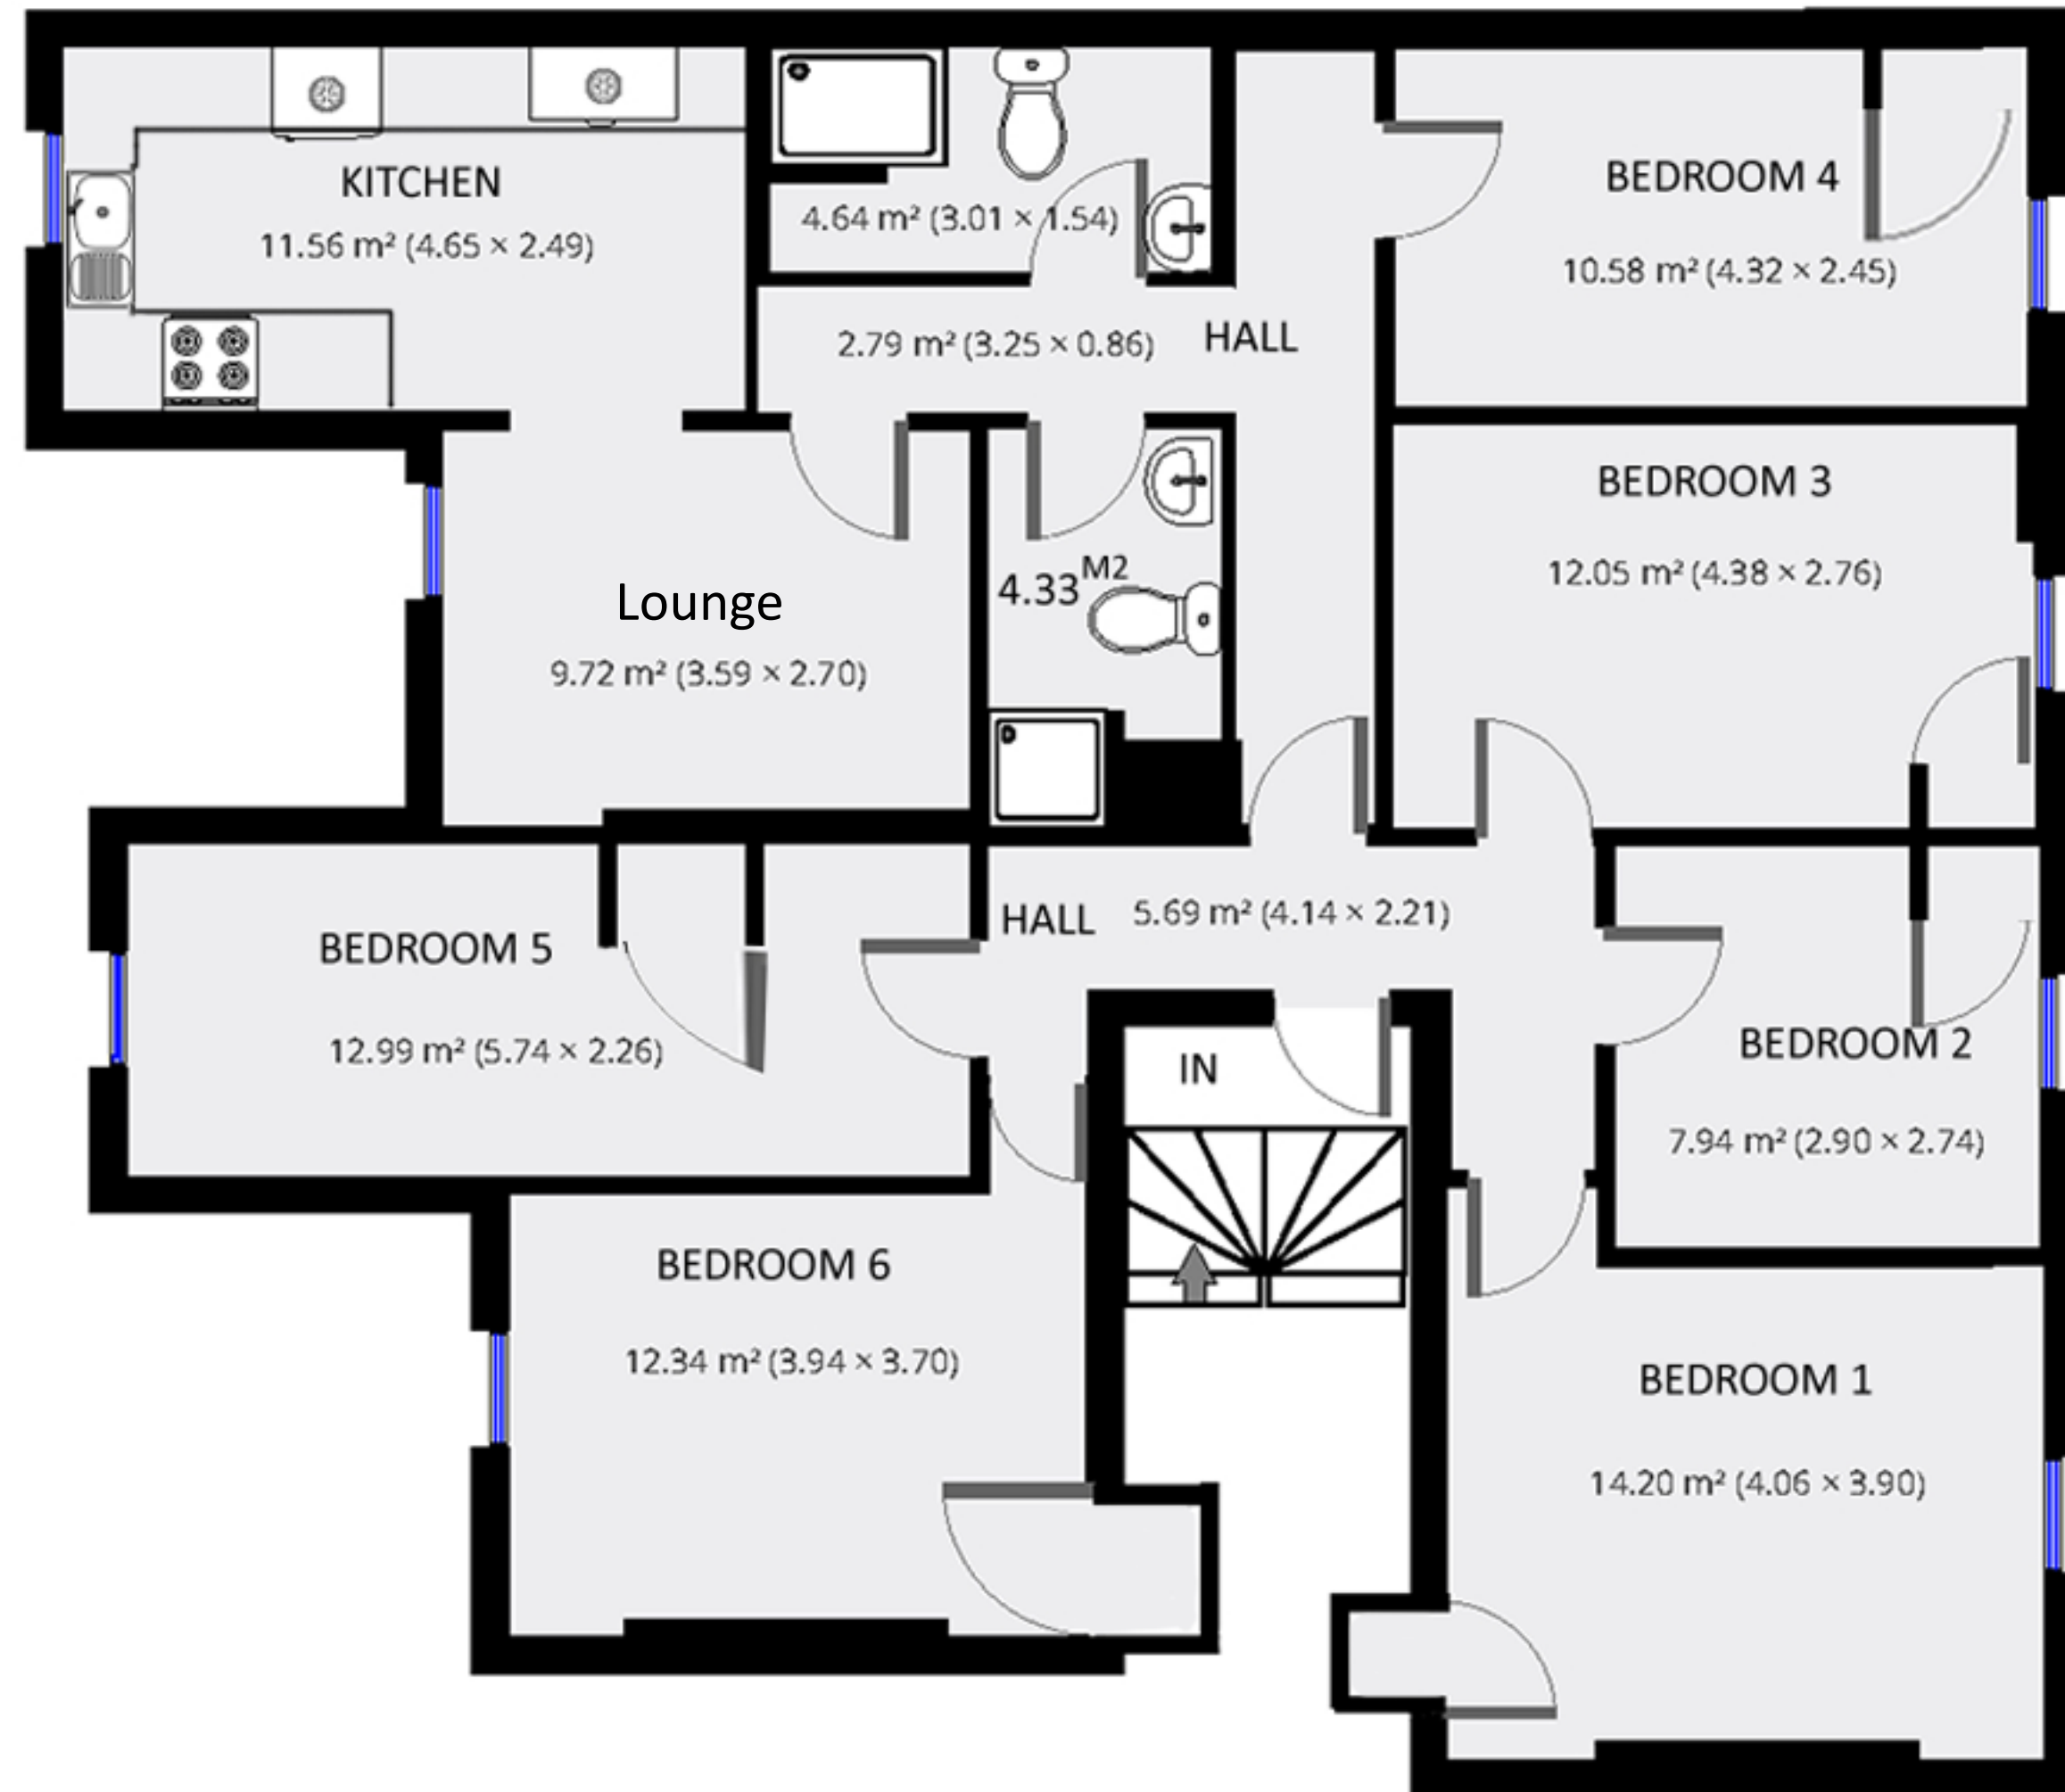 KITCHEN
11.56 m² (4.65 × 2.49)
4.64 m² (3.01 × 1.54)
BEDROOM 4
10.58 m² (4.32 × 2.45)
2.79 m² (3.25 × 0.86)
HALL
BEDROOM 3
12.05 m² (4.38 × 2.76)
Lounge
9.72 m² (3.59 × 2.70)
4.33 M2
BEDROOM 5
12.99 m² (5.74 × 2.26)
HALL
5.69 m² (4.14 × 2.21)
IN
BEDROOM 2
7.94 m² (2.90 × 2.74)
BEDROOM 6
12.34 m² (3.94 × 3.70)
BEDROOM 1
14.20 m² (4.06 × 3.90)